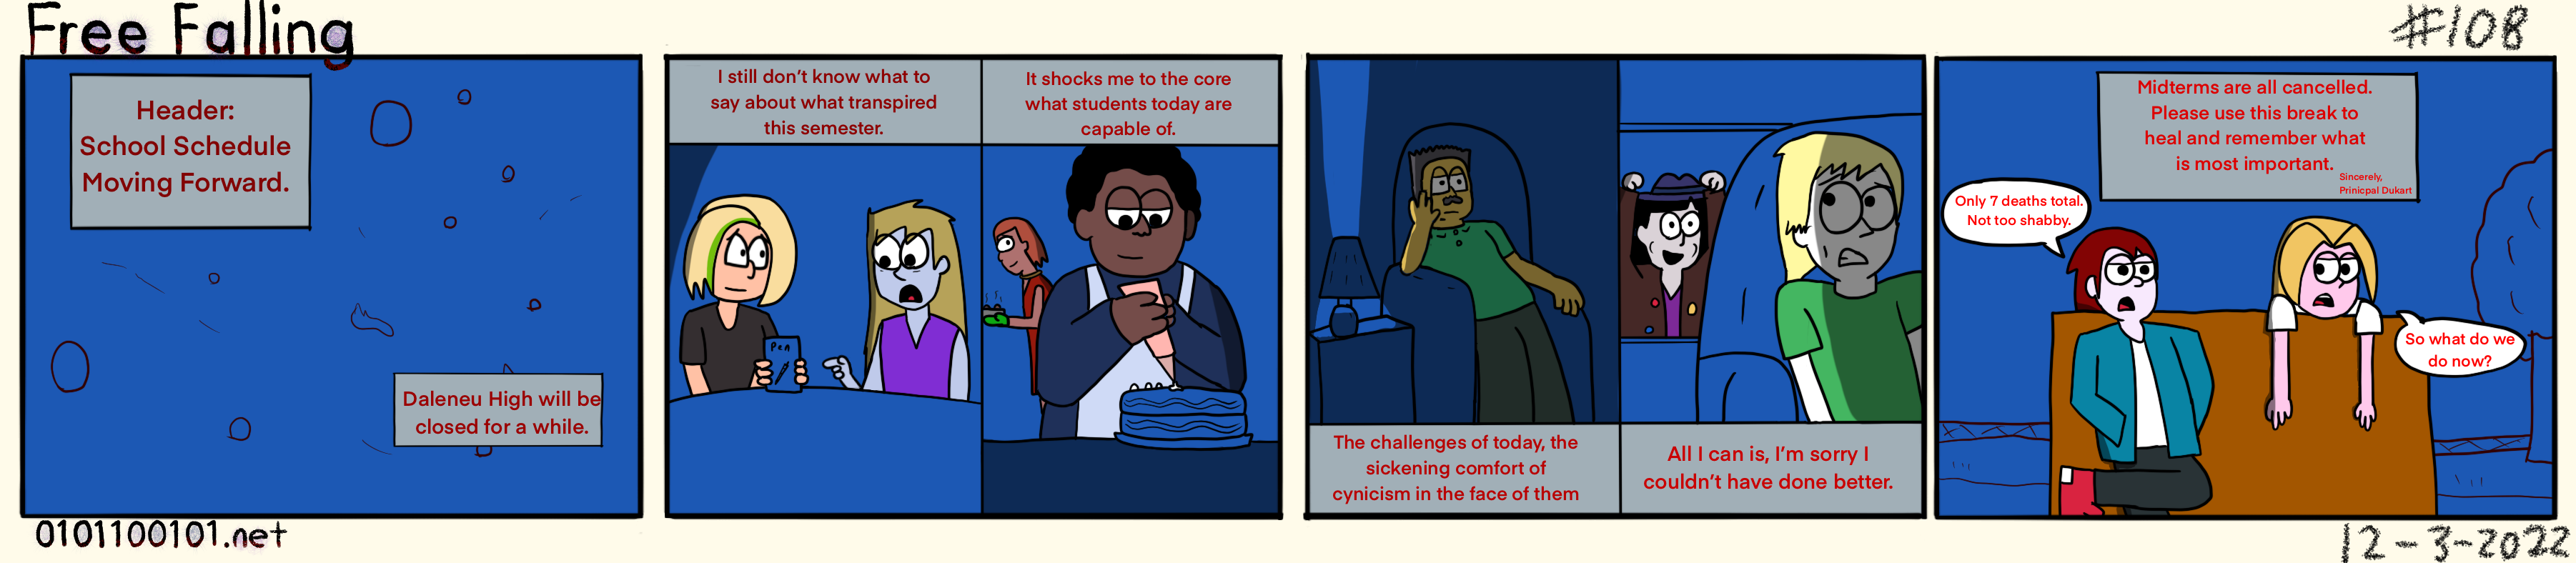 Free Falling
#108
Header:
School Schedule
Moving Forward.
Daleneu High will be
closed for a while.
I still don't know what to
say about what transpired
this semester.
Pen
It shocks me to the core
what students today are
capable of.
The challenges of today, the
sickening comfort of
cynicism in the face of them
All I can is, I'm sorry I
couldn't have done better.
Midterms are all cancelled.
Please use this break to
heal and remember what
is most important.
Sincerely,
Prinicpal Dukart
Only 7 deaths total.
Not too shabby.
So what do we
do now?
0101100101.net
12-3-2022